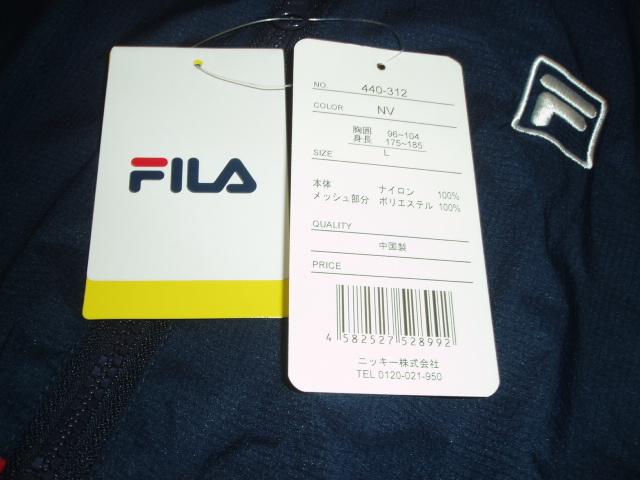 FILA
NO. 440-312
COLOR NV
胸囲 96~104
身長 175~185
SIZE L
本体 ナイロン 100%
メッシュ部分 ポリエステル 100%
QUALITY
中国製
PRICE
4 582527 528992
ニッキー株式会社
TEL 0120-021-950
F